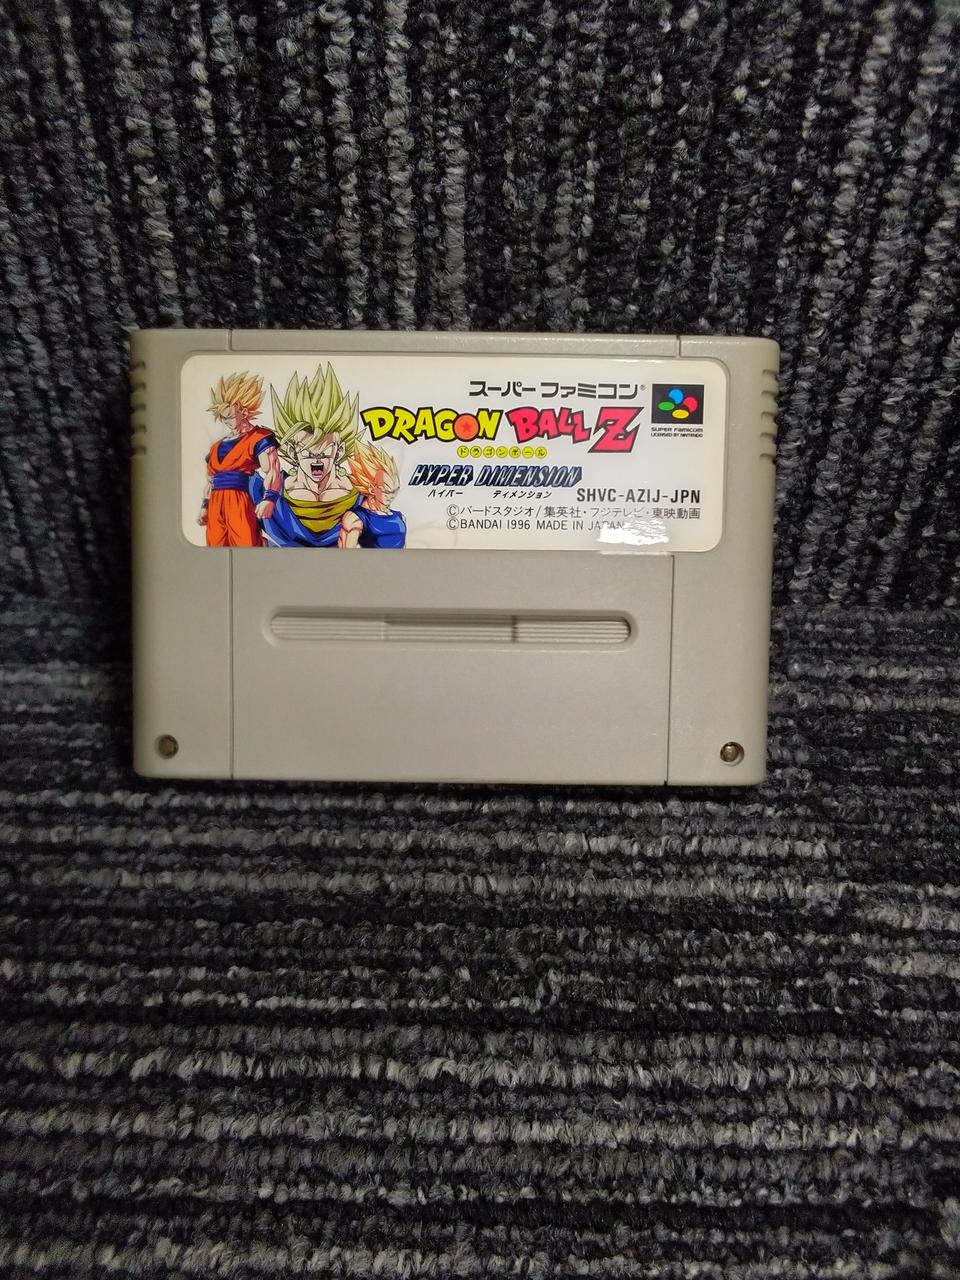 スーパーファミコン®
DRAGON BALL Z
ドラゴンボール
HYPER DIMENSION
ハイパー ディメンション
SHVC-AZIJ-JPN
©バードスタジオ/集英社・フジテレビ・東映動画
©BANDAI 1996 MADE IN JAPAN
SUPER FAMICOM
LICENSED BY NINTENDO